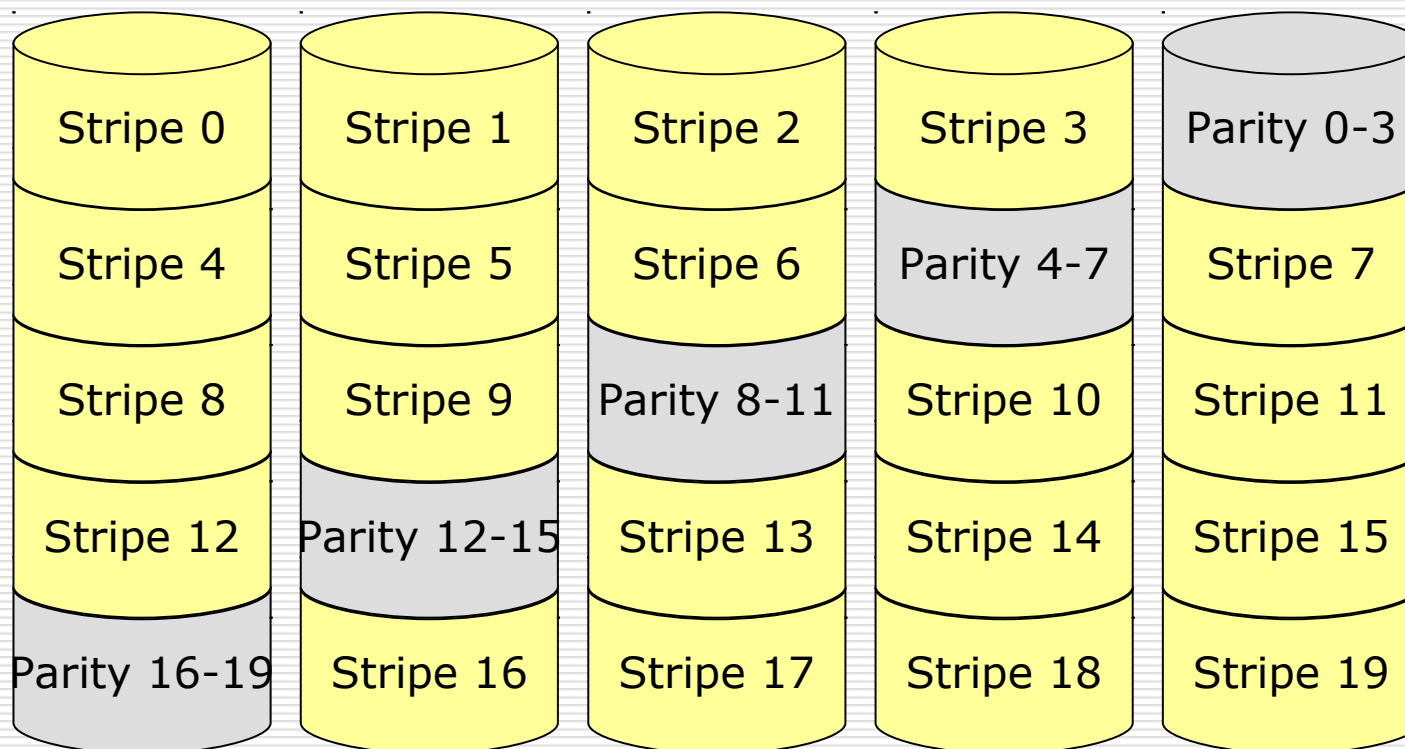 Stripe 0
Stripe 1
Stripe 2
Stripe 3
Parity 0-3
Stripe 4
Stripe 5
Stripe 6
Parity 4-7
Stripe 7
Stripe 8
Stripe 9
Parity 8-11
Stripe 10
Stripe 11
Stripe 12
Parity 12-15
Stripe 13
Stripe 14
Stripe 15
Parity 16-19
Stripe 16
Stripe 17
Stripe 18
Stripe 19